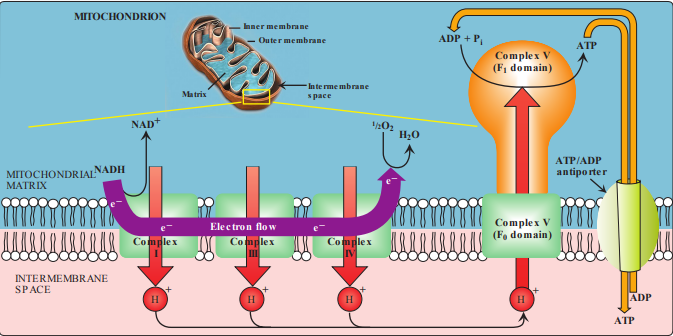 MITOCHONDRION
Inner membrane
Outer membrane
Matrix
Intermembrane
space
ADP + Pi
ATP
Complex V
(F1 domain)
NAD+
½O2
H2O
NADH
MITOCHONDRIAL
MATRIX
ATP/ADP
antiporter
e–
e–
e–
Electron flow
e–
Complex
I
Complex
III
Complex
IV
Complex V
(F0 domain)
INTERMEMBRANE
SPACE
H+
H+
H+
H+
ADP
ATP